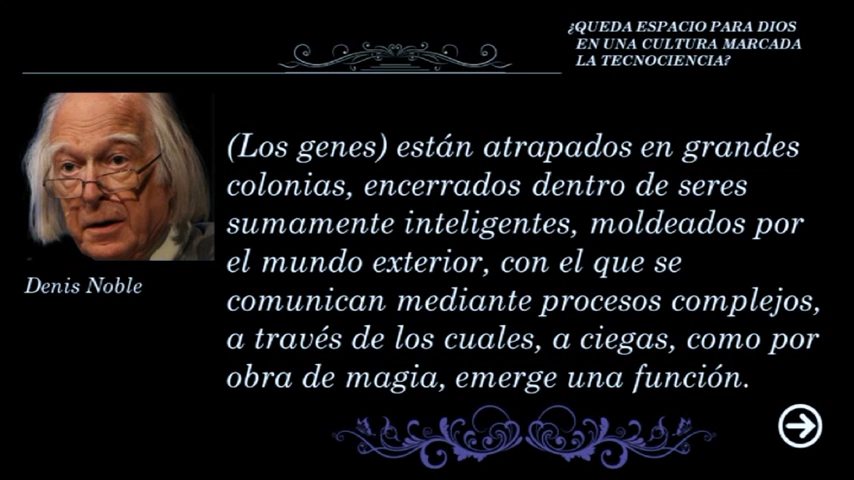 ¿QUEDA ESPACIO PARA DIOS
EN UNA CULTURA MARCADA
LA TECNOCIENCIA?
(Los genes) están atrapados en grandes
colonias, encerrados dentro de seres
sumamente inteligentes, moldeados por
el mundo exterior, con el que se
comunican mediante procesos complejos,
a través de los cuales, a ciegas, como por
obra de magia, emerge una función.
Denis Noble